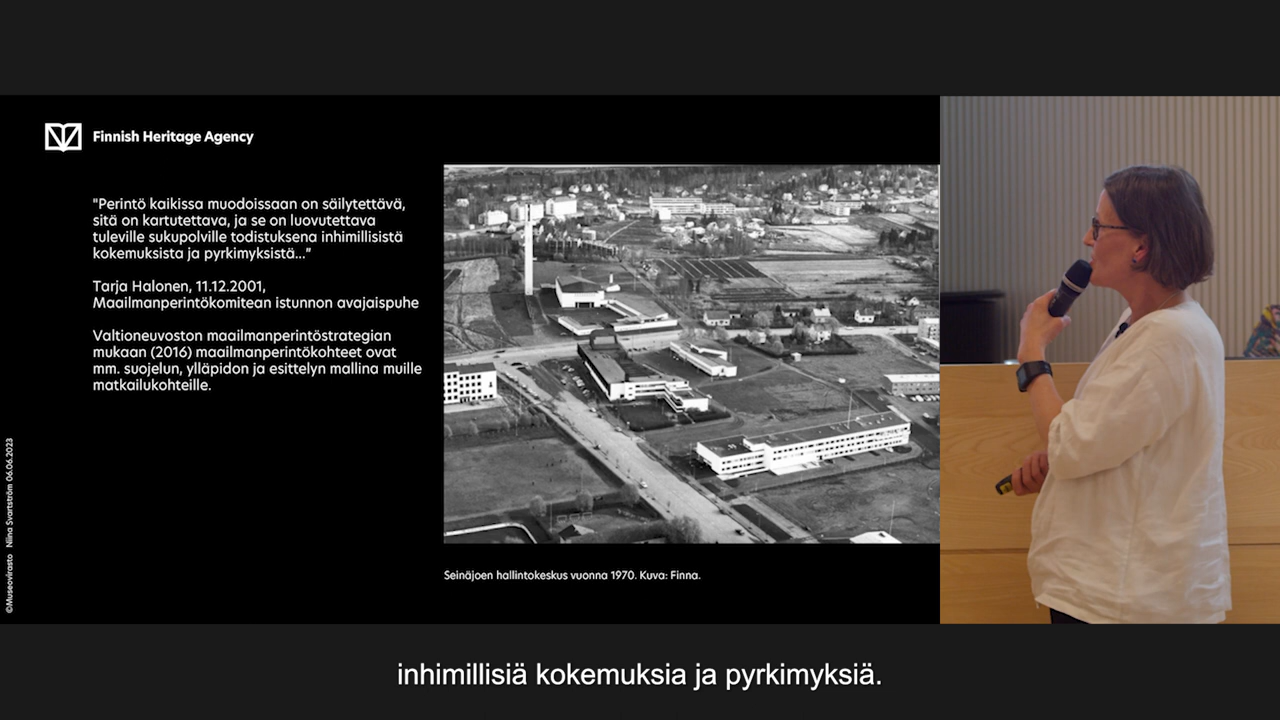 Finnish Heritage Agency
"Perintö kaikissa muodoissaan on säilytettävä,
sitä on kartutettava, ja se on luovutettava
tuleville sukupolville todistuksena inhimillisistä
kokemuksista ja pyrkimyksistä..."
Tarja Halonen, 11.12.2001,
Maailmanperintökomitean istunnon avajaispuhe
Valtioneuvoston maailmanperintöstrategian
mukaan (2016) maailmanperintökohteet ovat
mm. suojelun, ylläpidon ja esittelyn mallina muille
matkailukohteille.
©Museovirasto Niina Svartström 06.06.2023
Seinäjoen hallintokeskus vuonna 1970. Kuva: Finna.
inhimillisiä kokemuksia ja pyrkimyksiä.